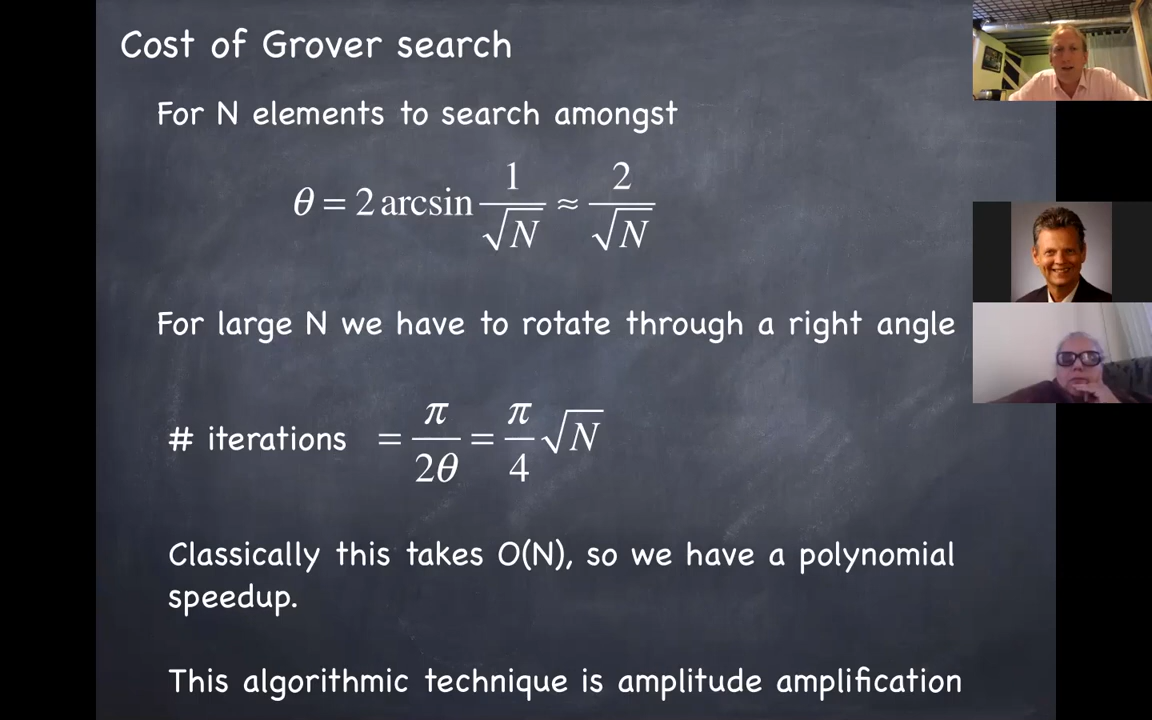 Cost of Grover search
For N elements to search amongst
θ = 2 arcsin 1/√N ≈ 2/√N
For large N we have to rotate through a right angle
# iterations = π/2θ = π/4 √N
Classically this takes O(N), so we have a polynomial
speedup.
This algorithmic technique is amplitude amplification